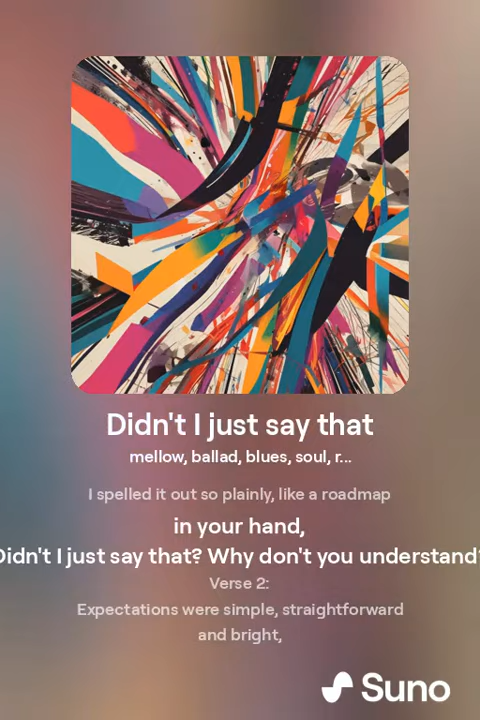 Didn't I just say that
mellow, ballad, blues, soul, r...
I spelled it out so plainly, like a roadmap
in your hand,
Didn't I just say that? Why don't you understand?
Verse 2:
Expectations were simple, straightforward
and bright,
Suno